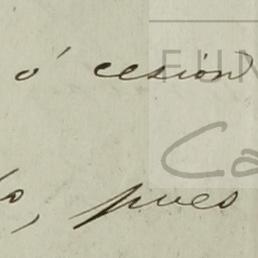 ó cesión
, pues